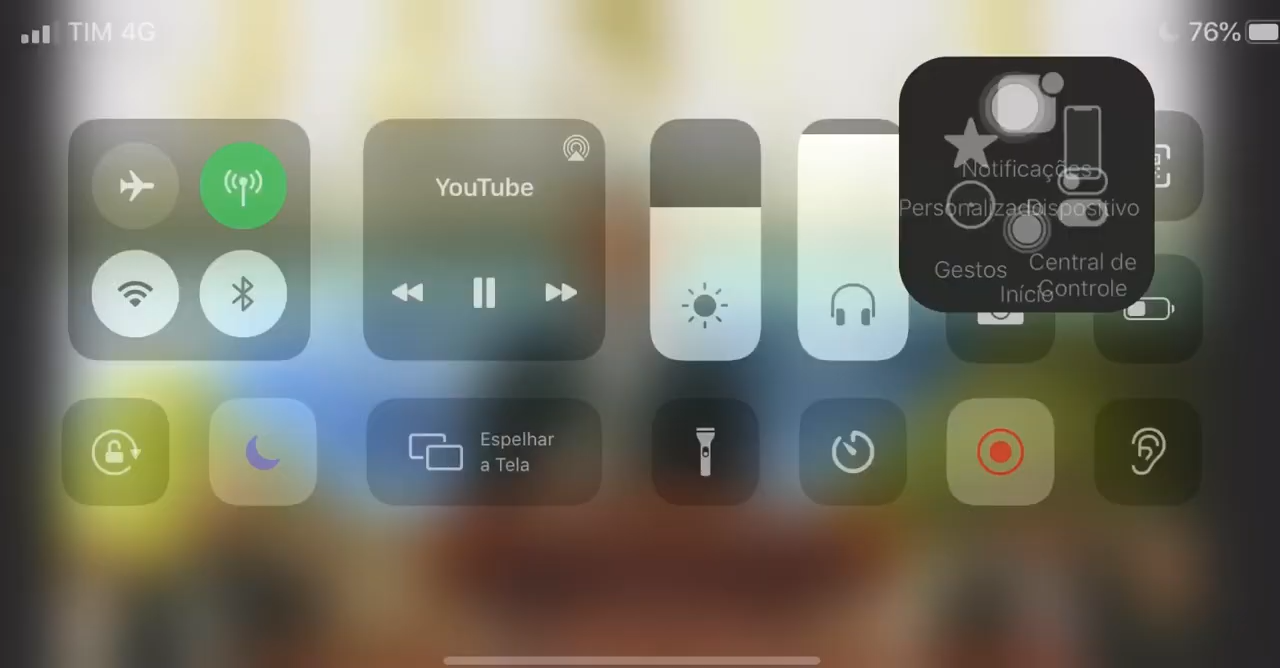 TIM 4G
76%
YouTube
Notificações
Personalizado
Dispositivo
Gestos
Central de
Controle
Início
Espelhar
a Tela